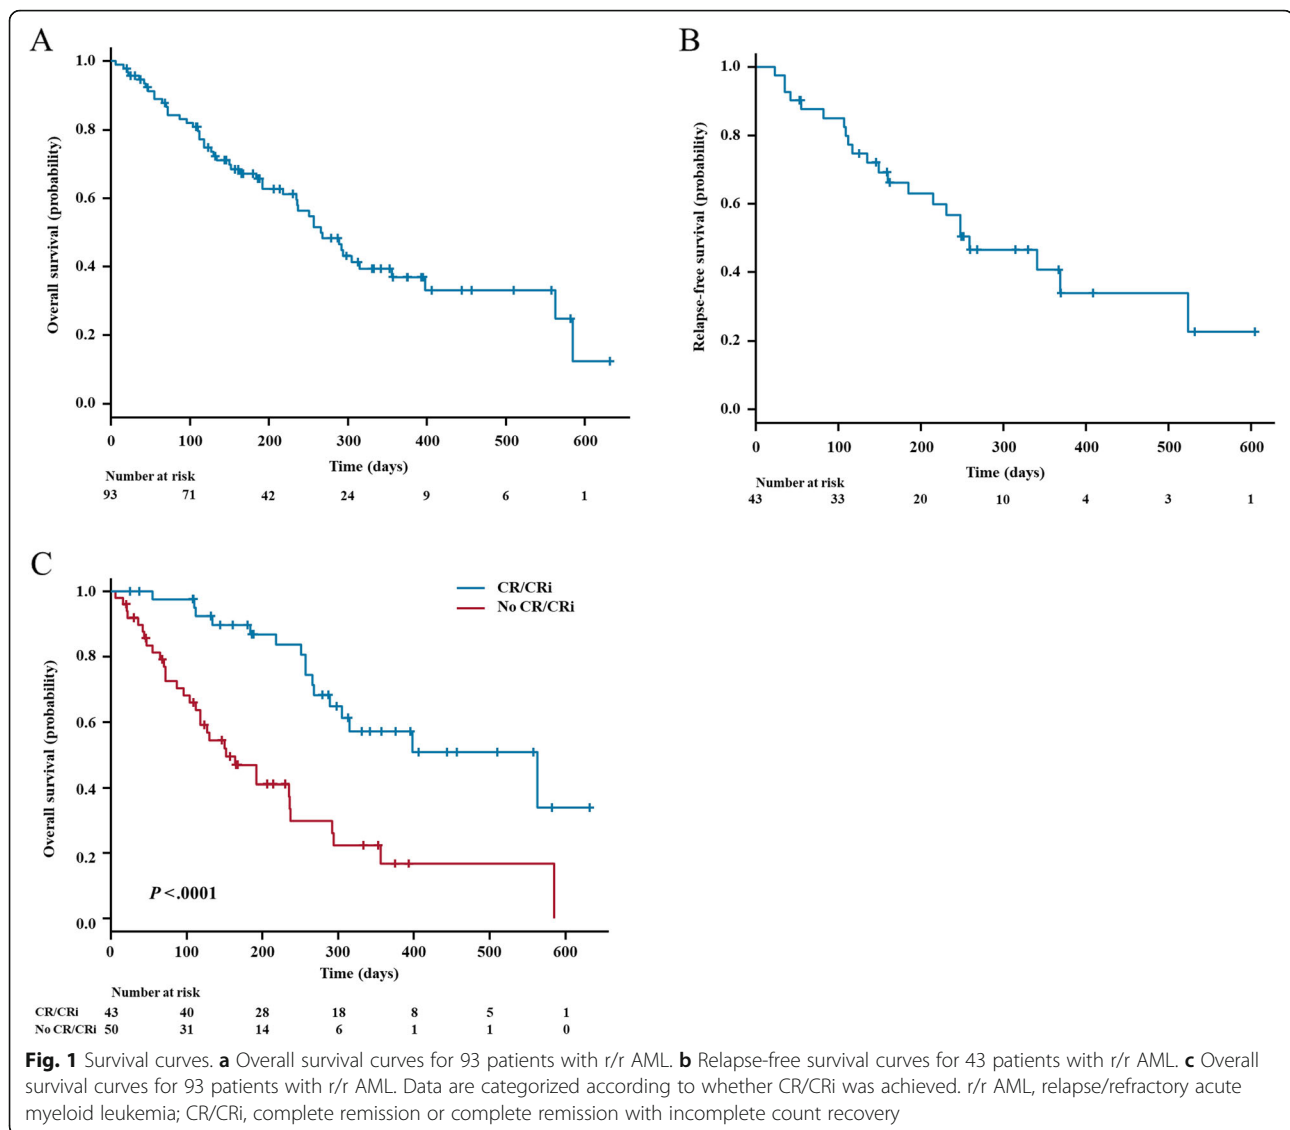 A
1.0
0.8
0.6
0.4
0.2
0.0
Overall survival (probability)
0 100 200 300 400 500 600
Time (days)
Number at risk
93 71 42 24 9 6 1
B
1.0
0.8
0.6
0.4
0.2
0.0
Relapse-free survival (probability)
0 100 200 300 400 500 600
Time (days)
Number at risk
43 33 20 10 4 3 1
C
CR/CRi
No CR/CRi
1.0
0.8
0.6
0.4
0.2
0.0
Overall survival (probability)
P<.0001
0 100 200 300 400 500 600
Time (days)
Number at risk
CR/CRi 43 40 28 18 8 5 1
No CR/CRi 50 31 14 6 1 1 0
Fig. 1 Survival curves. a Overall survival curves for 93 patients with r/r AML. b Relapse-free survival curves for 43 patients with r/r AML. c Overall
survival curves for 93 patients with r/r AML. Data are categorized according to whether CR/CRi was achieved. r/r AML, relapse/refractory acute
myeloid leukemia; CR/CRi, complete remission or complete remission with incomplete count recovery